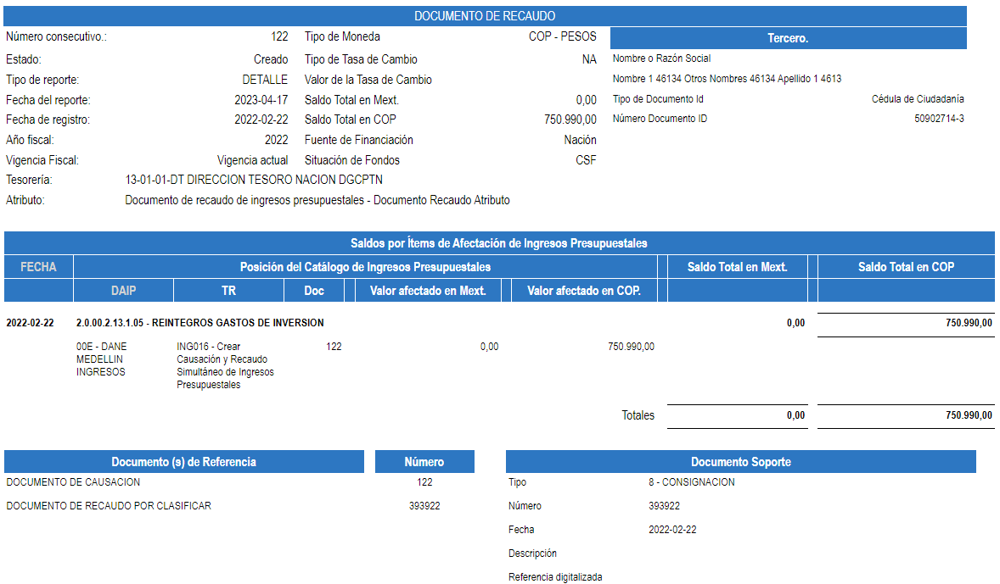 DOCUMENTO DE RECAUDO
Número consecutivo.: 122 Tipo de Moneda COP - PESOS Tercero.
Estado: Creado Tipo de Tasa de Cambio NA Nombre o Razón Social
Tipo de reporte: DETALLE Valor de la Tasa de Cambio Nombre 1 46134 Otros Nombres 46134 Apellido 1 4613
Fecha del reporte: 2023-04-17 Saldo Total en Mext. 0,00 Tipo de Documento Id Cédula de Ciudadanía
Fecha de registro: 2022-02-22 Saldo Total en COP 750.990,00 Número Documento ID 50902714-3
Año fiscal: 2022 Fuente de Financiación Nación
Vigencia Fiscal: Vigencia actual Situación de Fondos CSF
Tesorería: 13-01-01-DT DIRECCION TESORO NACION DGCPTN
Atributo: Documento de recaudo de ingresos presupuestales - Documento Recaudo Atributo
Saldos por Ítems de Afectación de Ingresos Presupuestales
FECHA Posición del Catálogo de Ingresos Presupuestales Saldo Total en Mext. Saldo Total en COP
DAIP TR Doc Valor afectado en Mext. Valor afectado en COP.
2022-02-22 2.0.00.2.13.1.05 - REINTEGROS GASTOS DE INVERSION 0,00 750.990,00
00E - DANE ING016 - Crear 122 0,00 750.990,00
MEDELLIN Causación y Recaudo
INGRESOS Simultáneo de Ingresos
Presupuestales
Totales 0,00 750.990,00
Documento (s) de Referencia Número Documento Soporte
DOCUMENTO DE CAUSACION 122 Tipo 8 - CONSIGNACION
DOCUMENTO DE RECAUDO POR CLASIFICAR 393922 Número 393922
Fecha 2022-02-22
Descripción
Referencia digitalizada